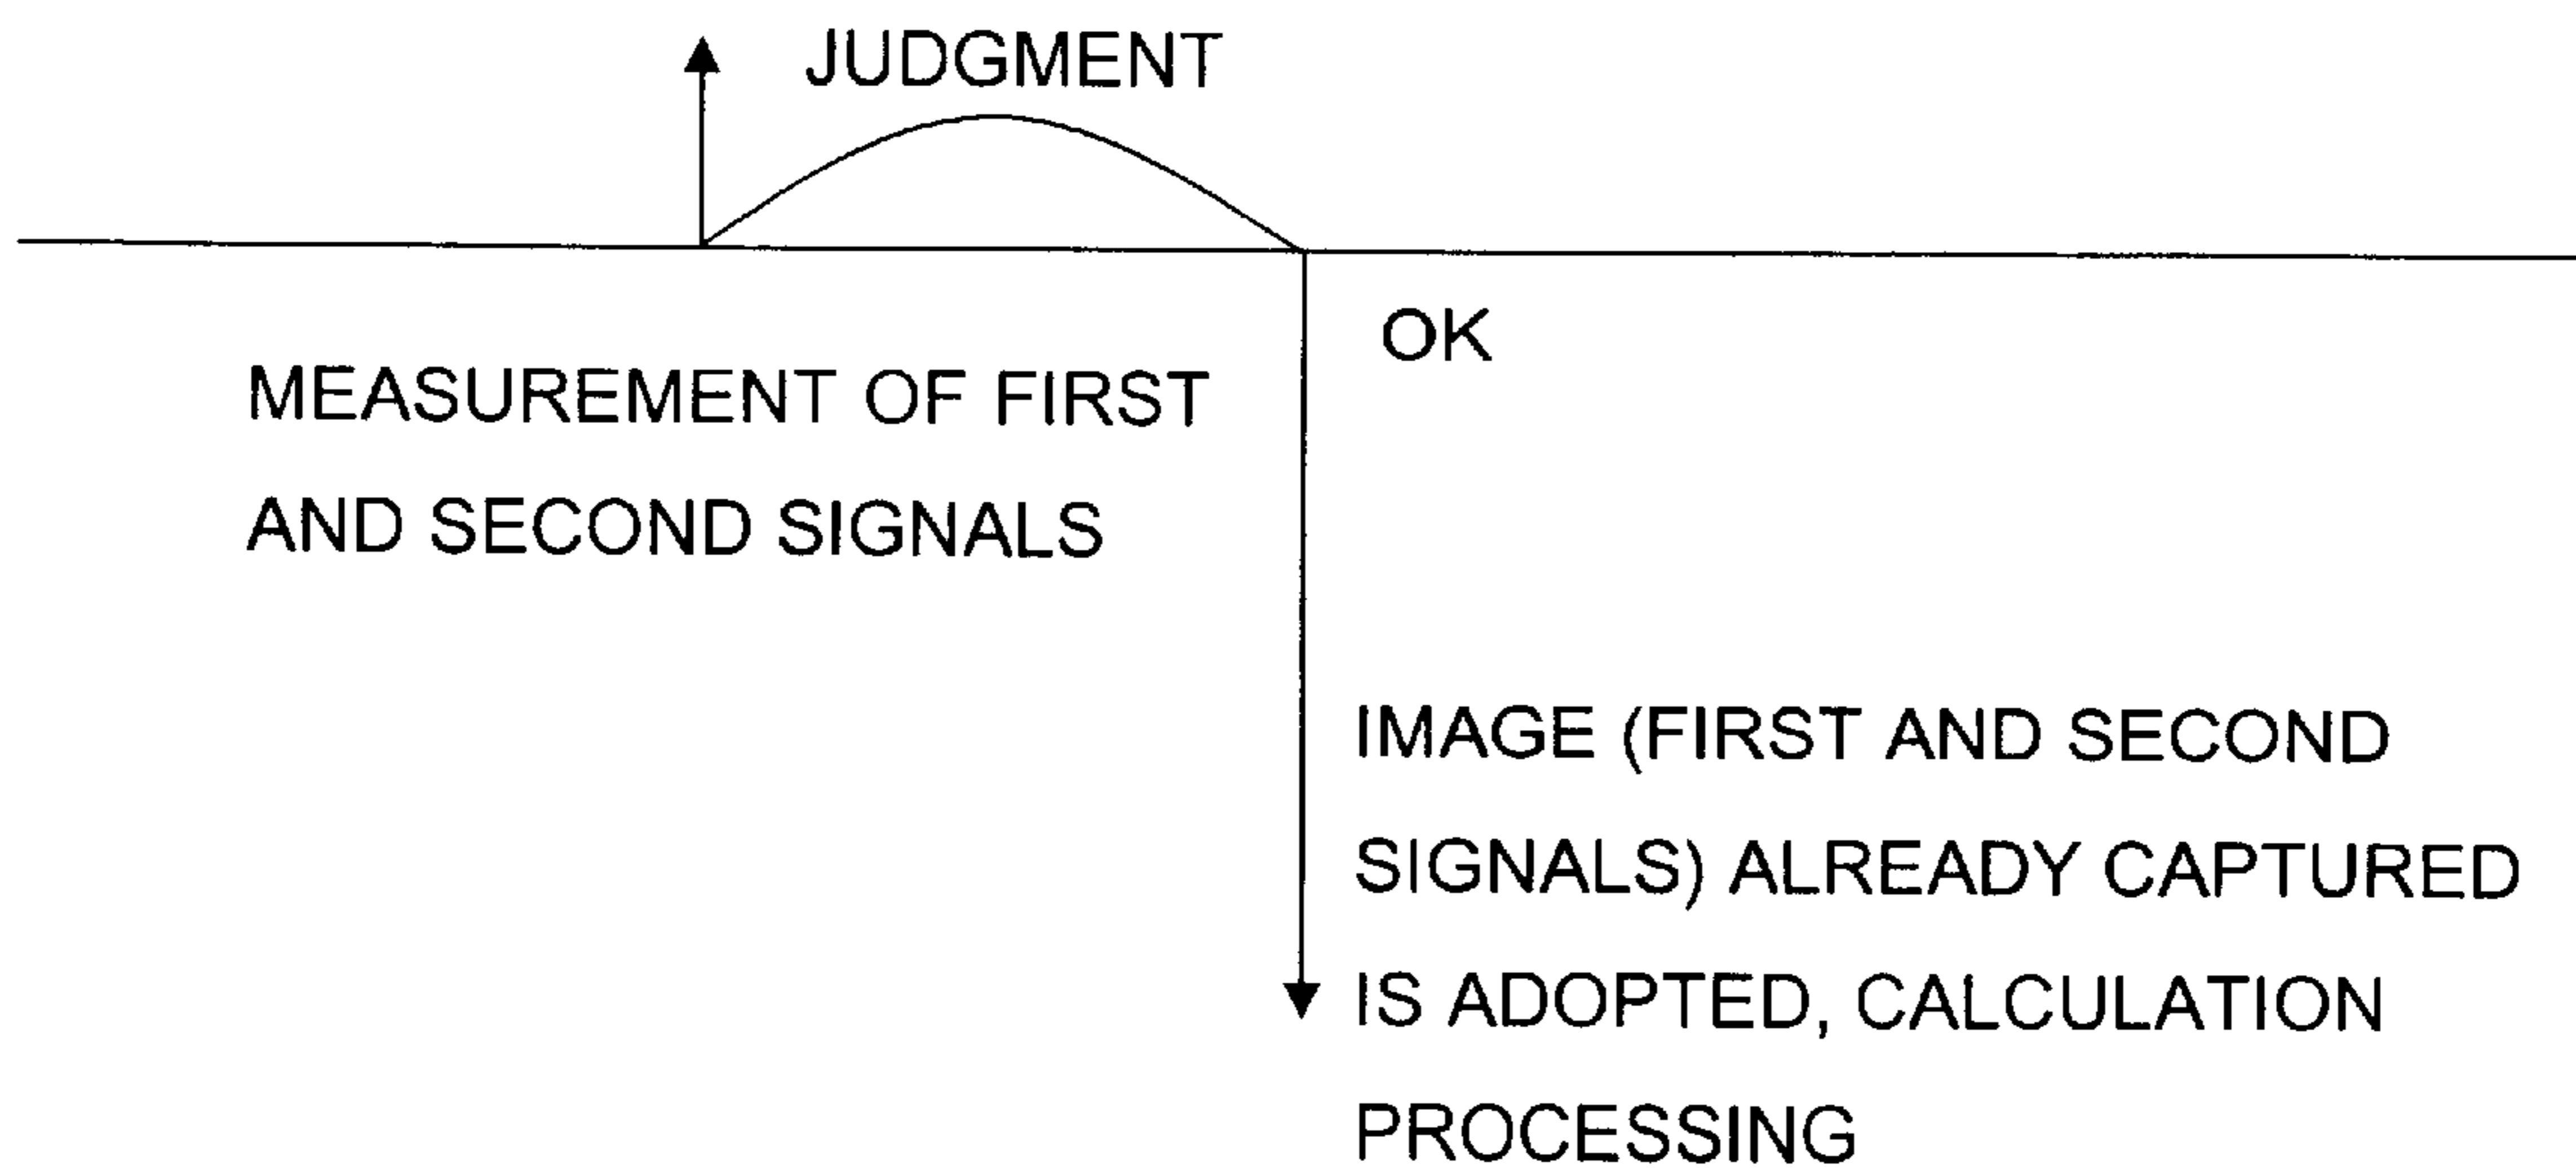 JUDGMENT
OK
MEASUREMENT OF FIRST
AND SECOND SIGNALS
IMAGE (FIRST AND SECOND
SIGNALS) ALREADY CAPTURED
IS ADOPTED, CALCULATION
PROCESSING